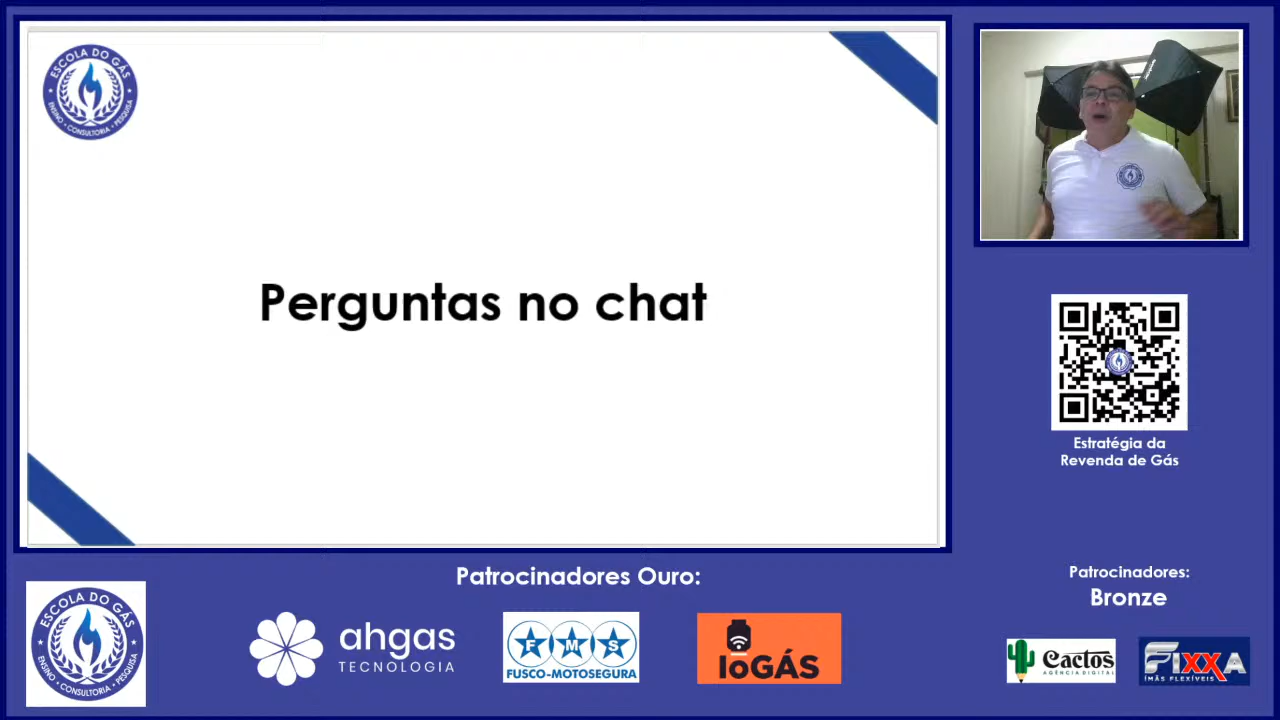 ESCOLA DO GÁS
ENSINO • CONSULTORIA • PESQUISA
Perguntas no chat
Estratégia da
Revenda de Gás
Patrocinadores Ouro:
Patrocinadores:
Bronze
ESCOLA DO GÁS
ENSINO • CONSULTORIA • PESQUISA
ahgas
TECNOLOGIA
F M S
FUSCO-MOTOSEGURA
IoGÁS
Cactos
AGÊNCIA DIGITAL
FIXXA
ÍMÃS FLEXÍVEIS